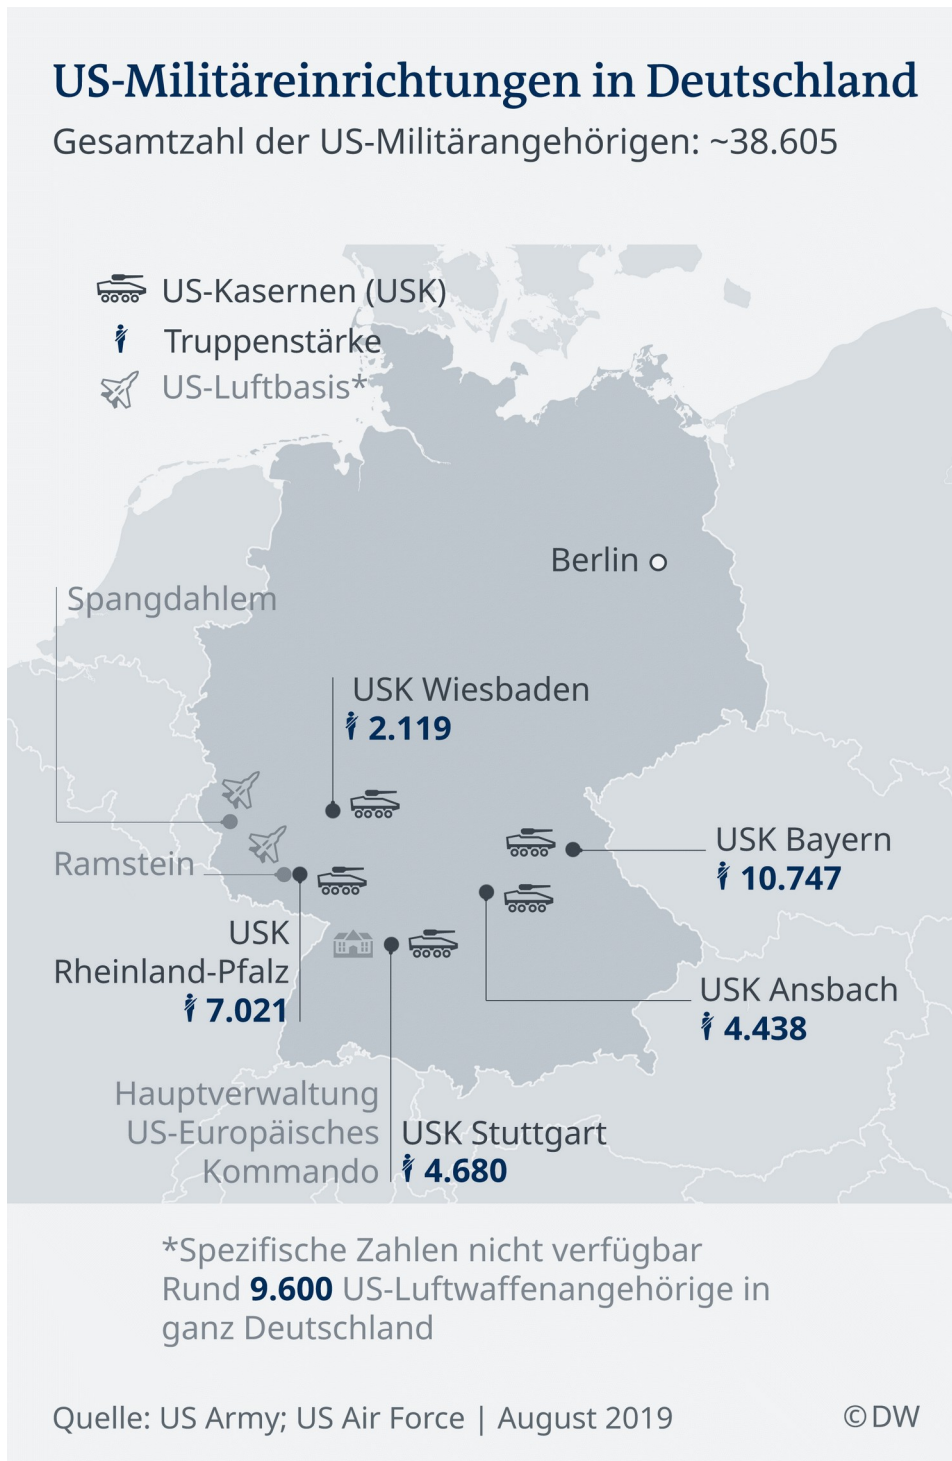 US-Militäreinrichtungen in Deutschland
Gesamtzahl der US-Militärangehörigen: ~38.605
US-Kasernen (USK)
Truppenstärke
US-Luftbasis*
Berlin
Spangdahlem
USK Wiesbaden
2.119
USK Bayern
10.747
Ramstein
USK
Rheinland-Pfalz
7.021
USK Ansbach
4.438
Hauptverwaltung
US-Europäisches
Kommando
USK Stuttgart
4.680
*Spezifische Zahlen nicht verfügbar
Rund 9.600 US-Luftwaffenangehörige in
ganz Deutschland
Quelle: US Army; US Air Force | August 2019
©DW